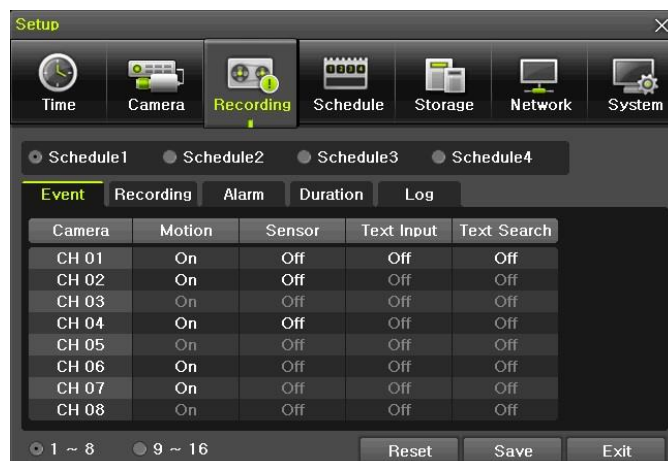 Setup
Time Camera Recording Schedule Storage Network System
Schedule1 Schedule2 Schedule3 Schedule4
Event Recording Alarm Duration Log
Camera Motion Sensor Text Input Text Search
CH 01 On Off Off Off
CH 02 On Off Off Off
CH 03 On Off Off Off
CH 04 On Off Off Off
CH 05 On Off Off Off
CH 06 On Off Off Off
CH 07 On Off Off Off
CH 08 On Off Off Off
1 ~ 8 9 ~ 16 Reset Save Exit